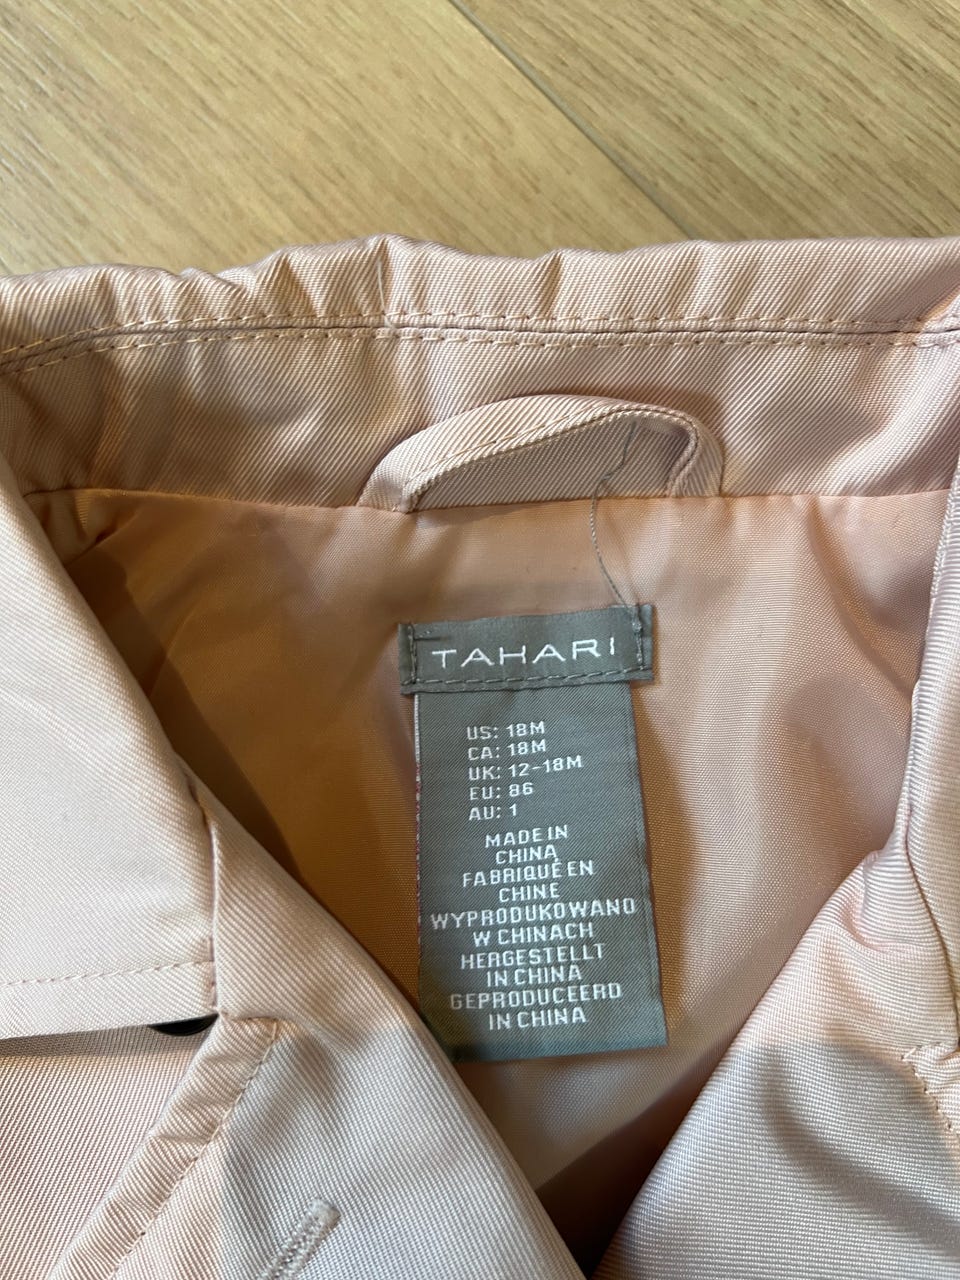 TAHARI
US: 18M
CA: 18M
UK: 12-18M
EU: 86
AU: 1
MADE IN
CHINA
FABRIQUÉ EN
CHINE
WYPRODUKOWANO
W CHINACH
HERGESTELLT
IN CHINA
GEPRODUCEERD
IN CHINA